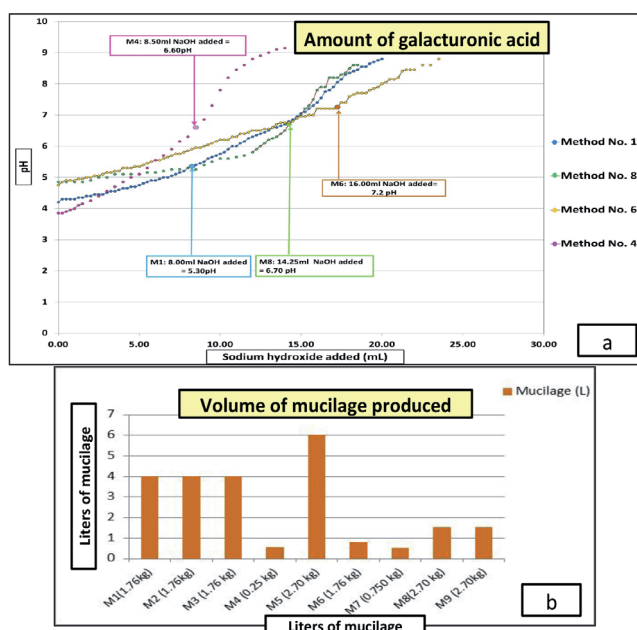 Amount of galacturonic acid
M4: 8.50ml NaOH added =
6.60pH
10
9
8
7
6
5
4
3
2
1
0
pH
M6: 16.00ml NaOH added=
7.2 pH
M1: 8.00ml NaOH added
= 5.30pH
M8: 14.25ml NaOH added
= 6.70 pH
Method No. 1
Method No. 8
Method No. 6
Method No. 4
0.00 5.00 10.00 15.00 20.00 25.00 30.00
Sodium hydroxide added (mL)
a
Volume of mucilage produced
Mucilage (L)
Liters of mucilage
7
6
5
4
3
2
1
0
M1(1.76kg) M2 (1.76kg) M3 (1.76 kg) M4 (0.25 kg) M5 (2.70 kg) M6 (1.76 kg) M7 (0.750 kg) M8(2.70 kg) M9 (2.70kg)
Liters of mucilage
b